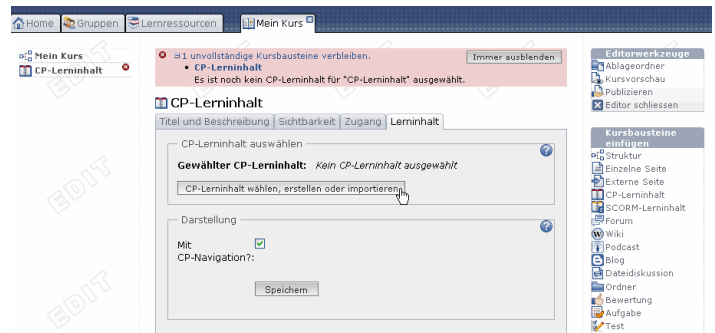 Home Gruppen Lernressourcen Mein Kurs
Mein Kurs
CP-Lerninhalt
1 unvollständige Kursbausteine verbleiben.
Immer ausblenden
• CP-Lerninhalt
Es ist noch kein CP-Lerninhalt für "CP-Lerninhalt" ausgewählt.
CP-Lerninhalt
Titel und Beschreibung Sichtbarkeit Zugang Lerninhalt
CP-Lerninhalt auswählen
Gewählter CP-Lerninhalt: Kein CP-Lerninhalt ausgewählt
CP-Lerninhalt wählen, erstellen oder importieren
Darstellung
Mit
CP-Navigation?:
Speichern
Editorwerkzeuge
Ablageordner
Kursvorschau
Publizieren
Editor schliessen
Kursbausteine
einfügen
Struktur
Einzelne Seite
Externe Seite
CP-Lerninhalt
SCORM-Lerninhalt
Forum
Wiki
Podcast
Blog
Dateidiskussion
Ordner
Bewertung
Aufgabe
Test
EDIT
EDIT
EDIT